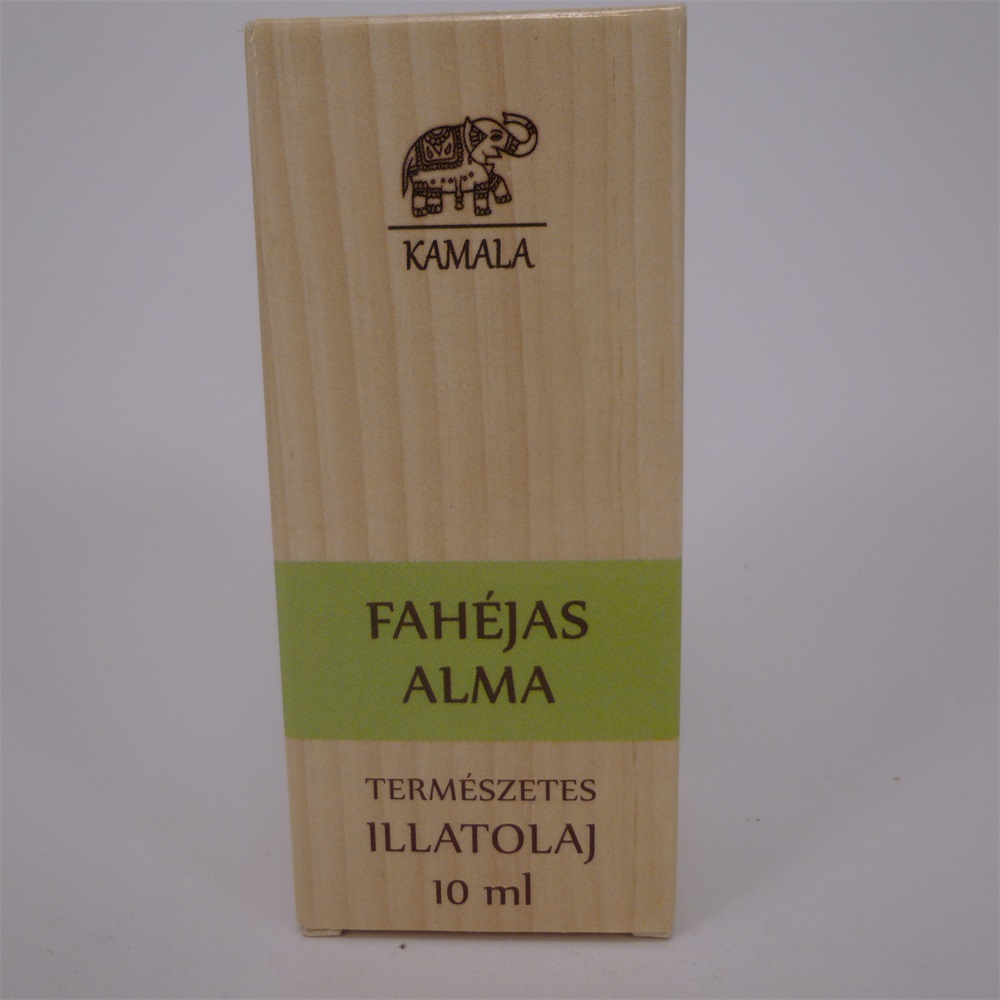 KAMALA
FAHÉJAS
ALMA
TERMÉSZETES
ILLATOLAJ
10 ml